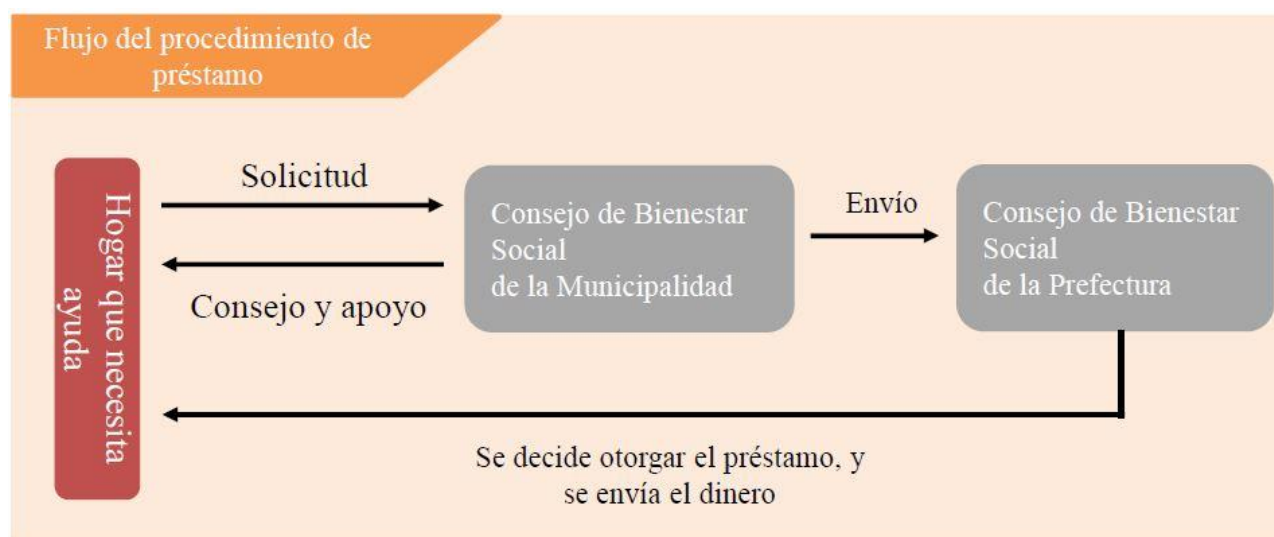 Flujo del procedimiento de
préstamo
Hogar que necesita
ayuda
Solicitud
Consejo y apoyo
Consejo de Bienestar
Social
de la Municipalidad
Envío
Consejo de Bienestar
Social
de la Prefectura
Se decide otorgar el préstamo, y
se envía el dinero